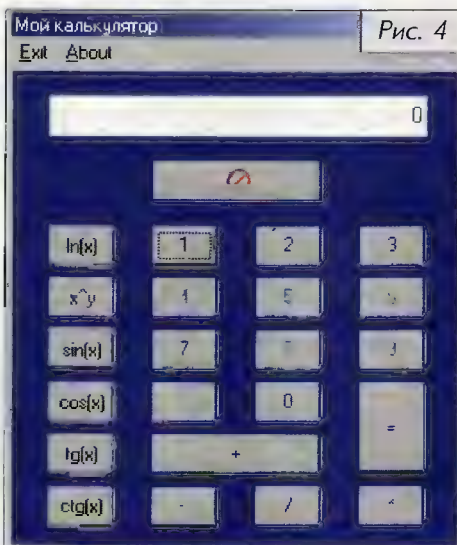 Мой калькулятор
Рис. 4
Exit About
0
ln(x) 1 2 3
x^y 4 5
sin(x) 7
cos(x) 0 =
tg(x) +
ctg(x) - /